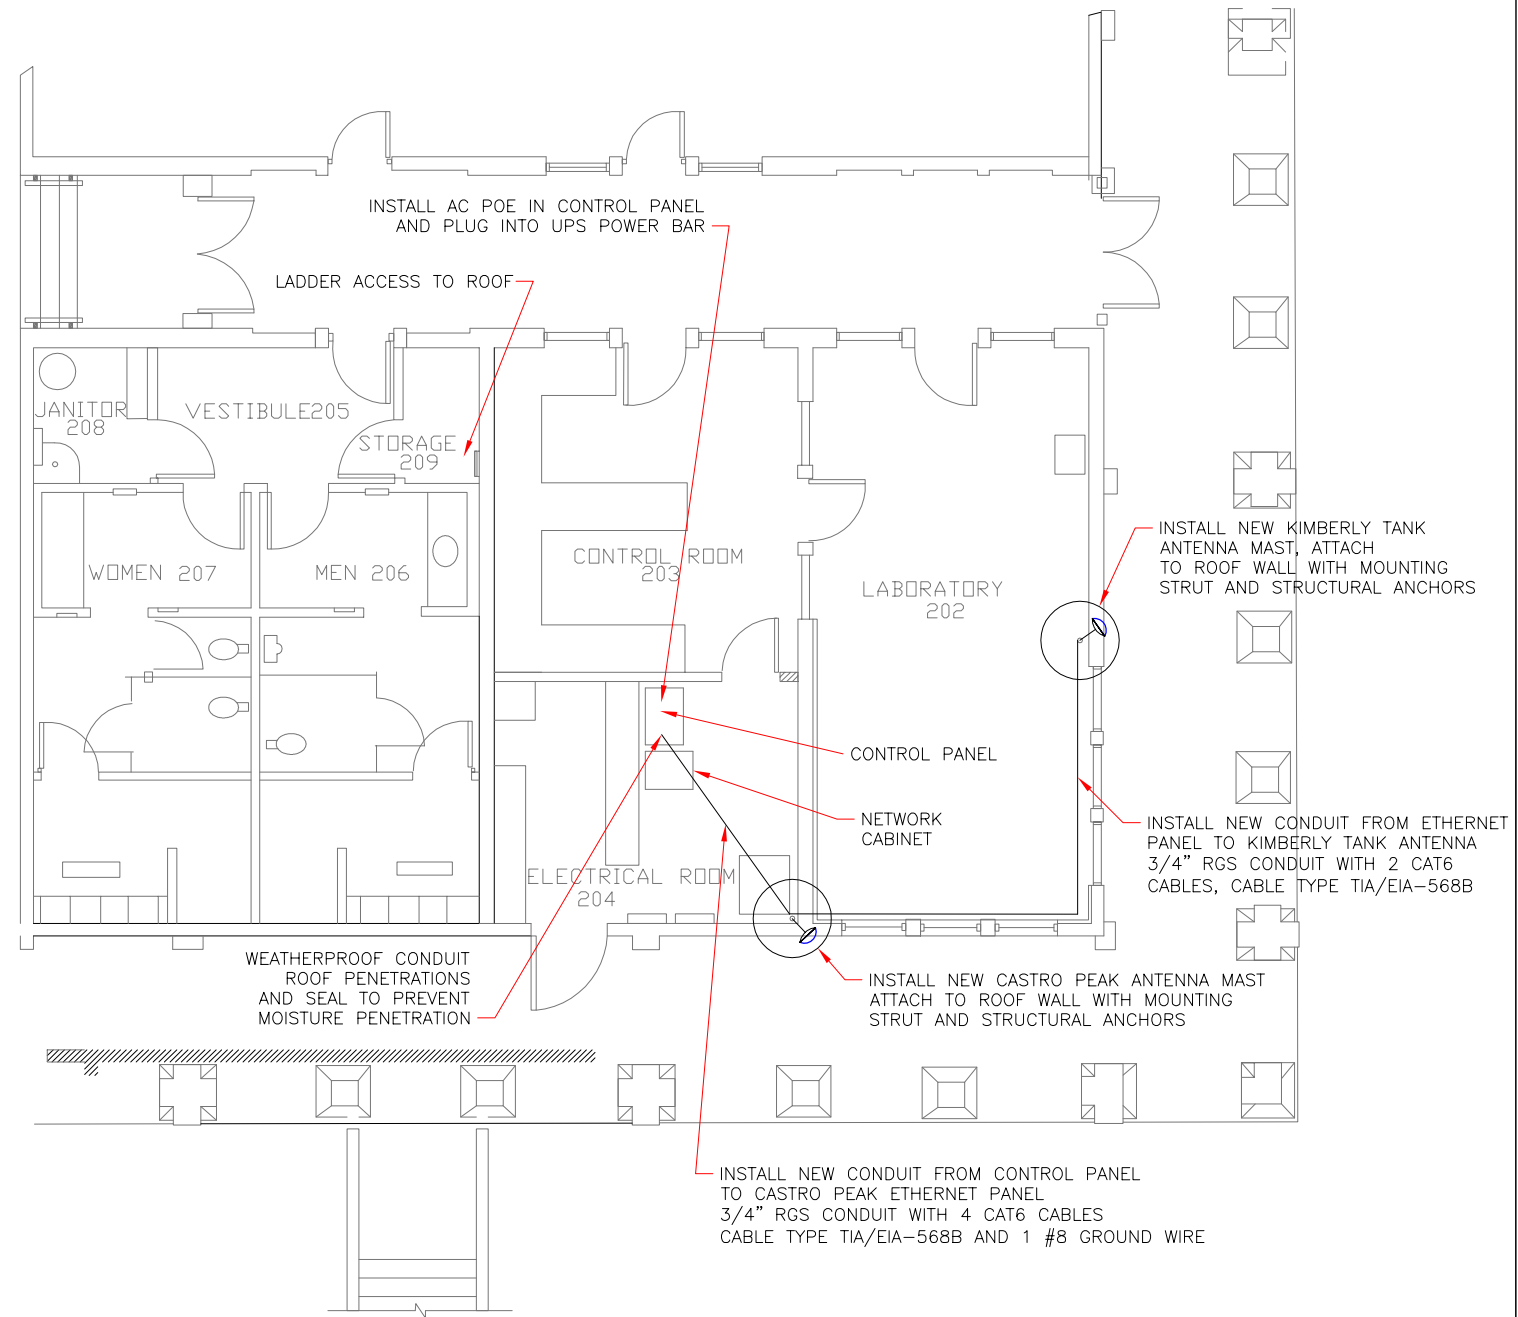 INSTALL AC POE IN CONTROL PANEL
AND PLUG INTO UPS POWER BAR
LADDER ACCESS TO ROOF
JANITOR
208
VESTIBULE205
STORAGE
209
WOMEN 207
MEN 206
CONTROL ROOM
203
LABORATORY
202
INSTALL NEW KIMBERLY TANK
ANTENNA MAST, ATTACH
TO ROOF WALL WITH MOUNTING
STRUT AND STRUCTURAL ANCHORS
CONTROL PANEL
NETWORK
CABINET
INSTALL NEW CONDUIT FROM ETHERNET
PANEL TO KIMBERLY TANK ANTENNA
3/4” RGS CONDUIT WITH 2 CAT6
CABLES, CABLE TYPE TIA/EIA-568B
ELECTRICAL ROOM
204
WEATHERPROOF CONDUIT
ROOF PENETRATIONS
AND SEAL TO PREVENT
MOISTURE PENETRATION
INSTALL NEW CASTRO PEAK ANTENNA MAST
ATTACH TO ROOF WALL WITH MOUNTING
STRUT AND STRUCTURAL ANCHORS
INSTALL NEW CONDUIT FROM CONTROL PANEL
TO CASTRO PEAK ETHERNET PANEL
3/4” RGS CONDUIT WITH 4 CAT6 CABLES
CABLE TYPE TIA/EIA-568B AND 1 #8 GROUND WIRE